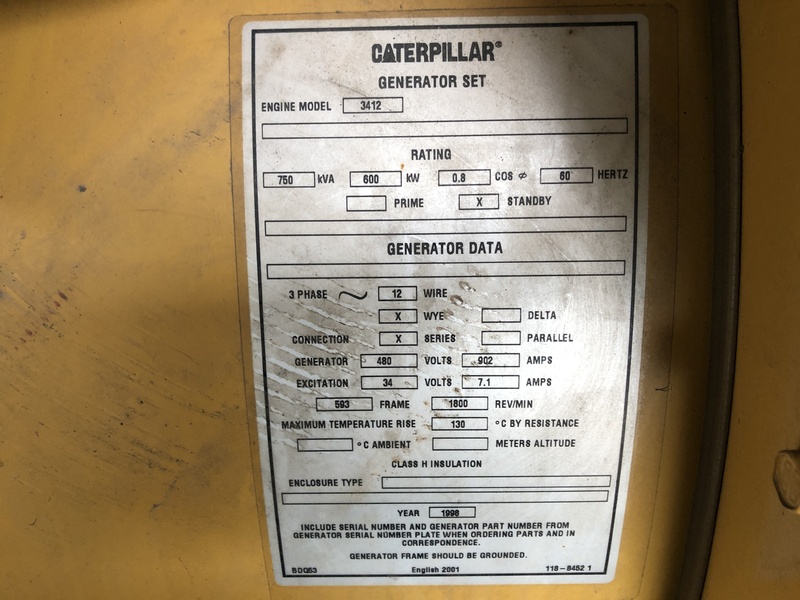 CATERPILLAR®
GENERATOR SET
ENGINE MODEL 3412
RATING
750 kVA 600 kW 0.8 COS ϕ 60 HERTZ
PRIME X STANDBY
GENERATOR DATA
3 PHASE ~ 12 WIRE
X WYE DELTA
CONNECTION X SERIES PARALLEL
GENERATOR 480 VOLTS 902 AMPS
EXCITATION 34 VOLTS 7.1 AMPS
593 FRAME 1800 REV/MIN
MAXIMUM TEMPERATURE RISE 130 °C BY RESISTANCE
°C AMBIENT METERS ALTITUDE
CLASS H INSULATION
ENCLOSURE TYPE
YEAR 1998
INCLUDE SERIAL NUMBER AND GENERATOR PART NUMBER FROM
GENERATOR SERIAL NUMBER PLATE WHEN ORDERING PARTS AND IN
CORRESPONDENCE.
GENERATOR FRAME SHOULD BE GROUNDED.
English 2001 118-8452 1